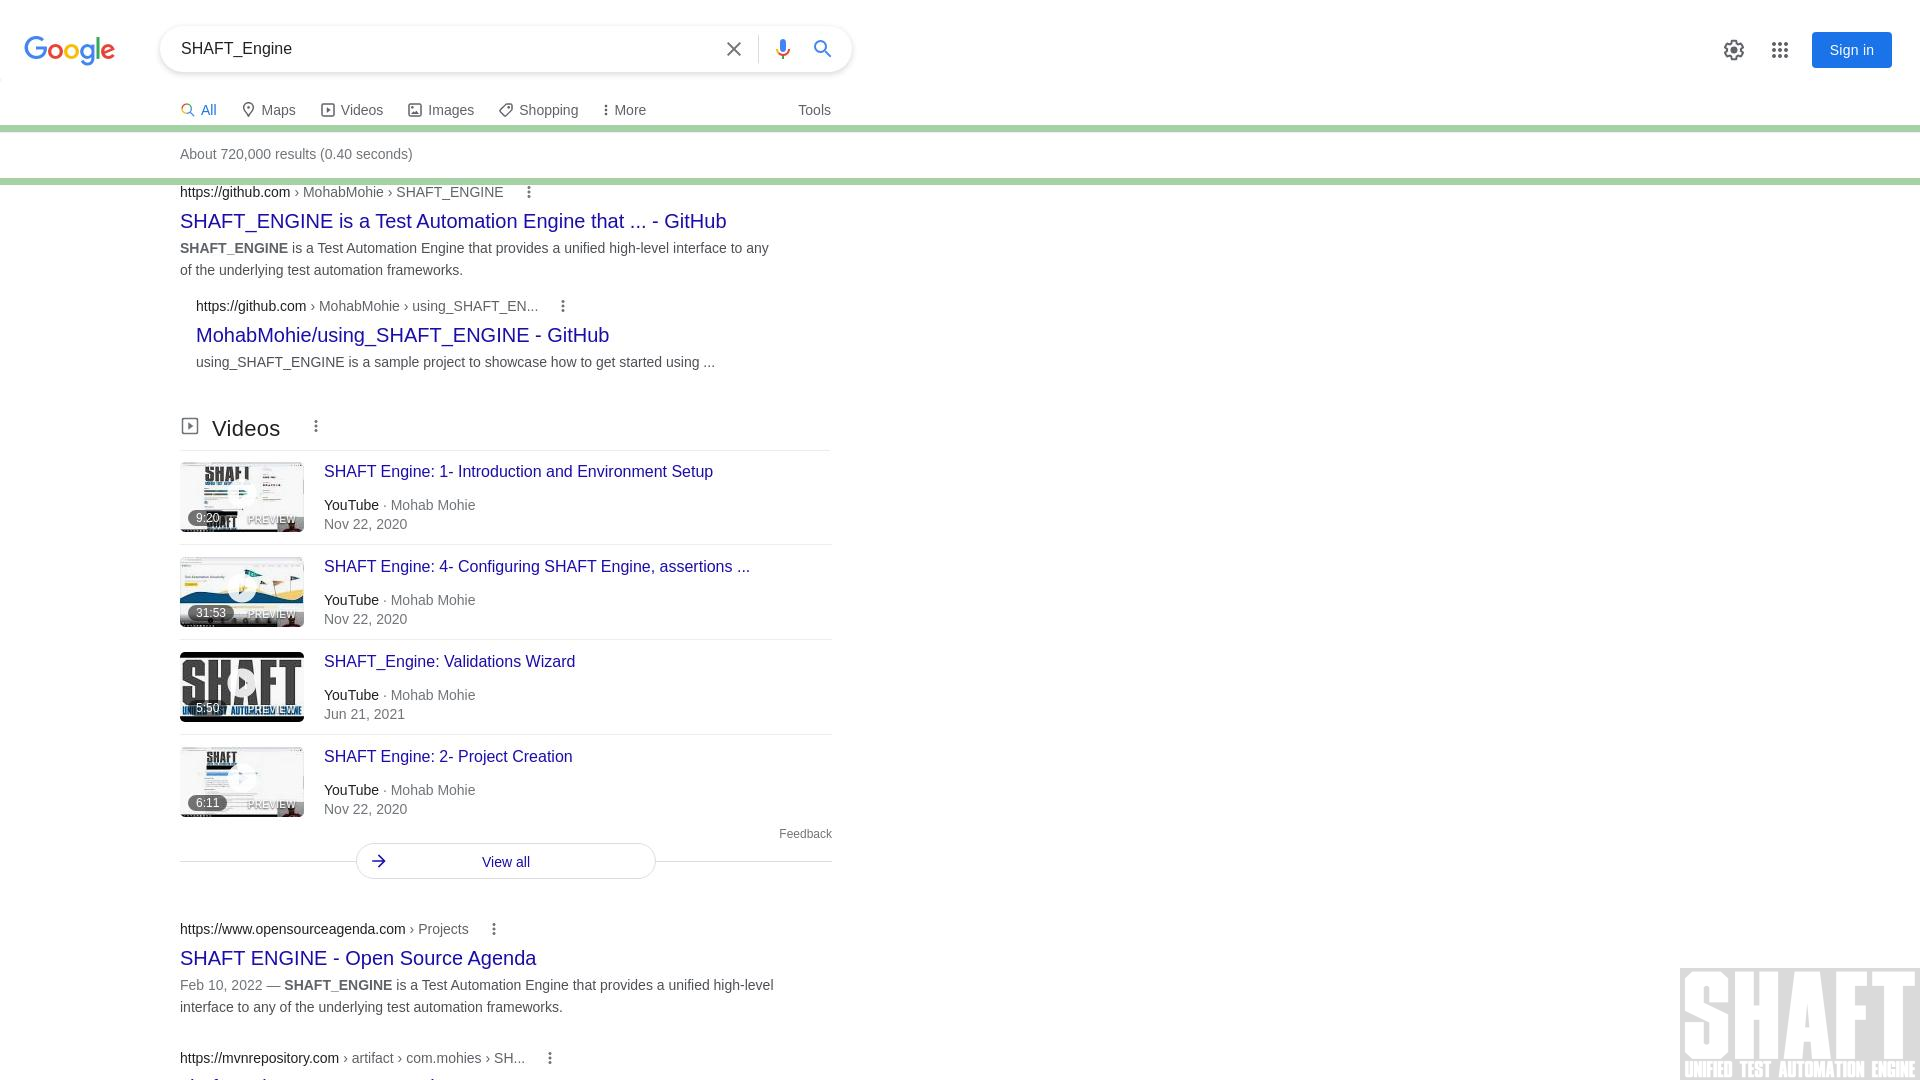 Google
SHAFT_Engine
Sign in
All
Maps
Videos
Images
Shopping
More
Tools
About 720,000 results (0.40 seconds)
https://github.com › MohabMohie › SHAFT_ENGINE
SHAFT_ENGINE is a Test Automation Engine that ... - GitHub
SHAFT_ENGINE is a Test Automation Engine that provides a unified high-level interface to any
of the underlying test automation frameworks.
https://github.com › MohabMohie › using_SHAFT_EN...
MohabMohie/using_SHAFT_ENGINE - GitHub
using_SHAFT_ENGINE is a sample project to showcase how to get started using ...
Videos
SHAFT
9:20
PREVIEW
SHAFT Engine: 1- Introduction and Environment Setup
YouTube · Mohab Mohie
Nov 22, 2020
31:53
PREVIEW
SHAFT Engine: 4- Configuring SHAFT Engine, assertions ...
YouTube · Mohab Mohie
Nov 22, 2020
SHAFT
UNIFIED TEST AUTOMATION ENGINE
5:50
PREVIEW
SHAFT_Engine: Validations Wizard
YouTube · Mohab Mohie
Jun 21, 2021
SHAFT
6:11
PREVIEW
SHAFT Engine: 2- Project Creation
YouTube · Mohab Mohie
Nov 22, 2020
Feedback
View all
https://www.opensourceagenda.com › Projects
SHAFT ENGINE - Open Source Agenda
Feb 10, 2022 — SHAFT_ENGINE is a Test Automation Engine that provides a unified high-level
interface to any of the underlying test automation frameworks.
https://mvnrepository.com › artifact › com.mohies › SH...
SHAFT
UNIFIED TEST AUTOMATION ENGINE